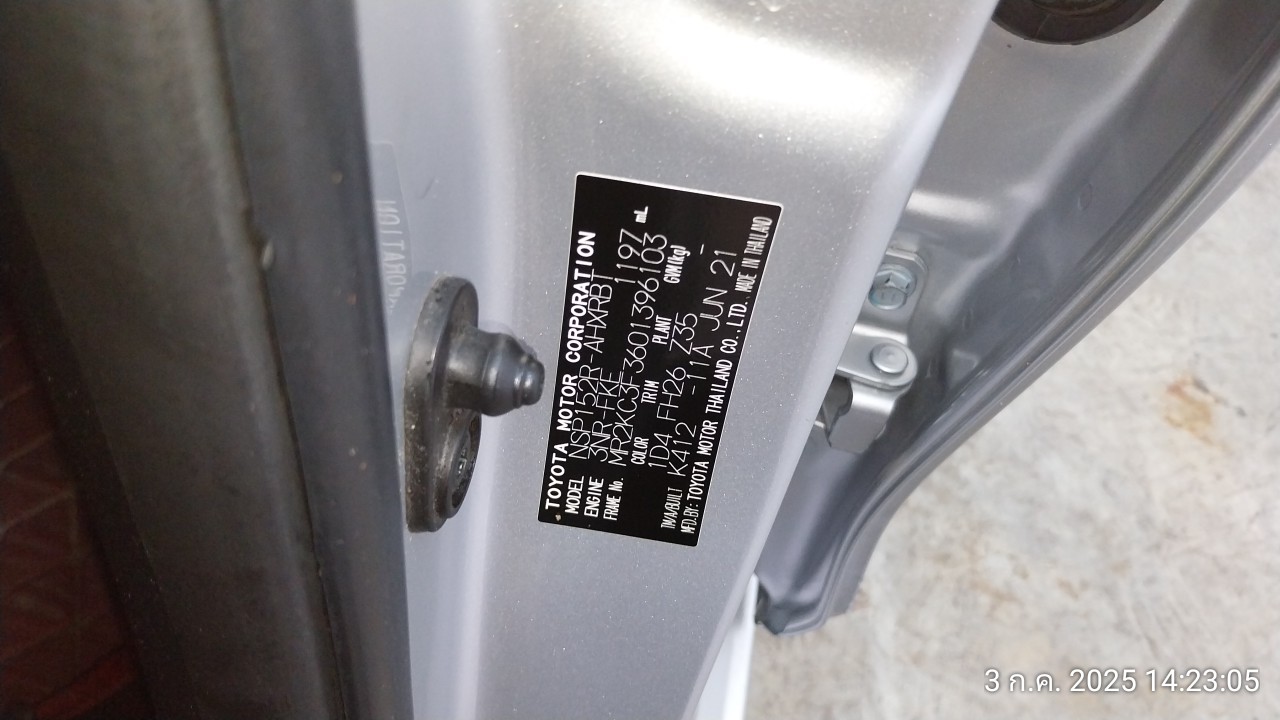 TOYOTA MOTOR CORPORATION
MODEL NSP152R-AHXRBT
ENGINE 3NR-FKE 1197 mL
FRAME No. MR2KC3F3601396103
COLOR TRIM PLANT GVM(kg)
1D4 FH26 Z35 -
TM/A/BUILT K412 -11A JUN 21
MFD.BY: TOYOTA MOTOR THAILAND CO.,LTD. MADE IN THAILAND
3 ก.ค. 2025 14:23:05